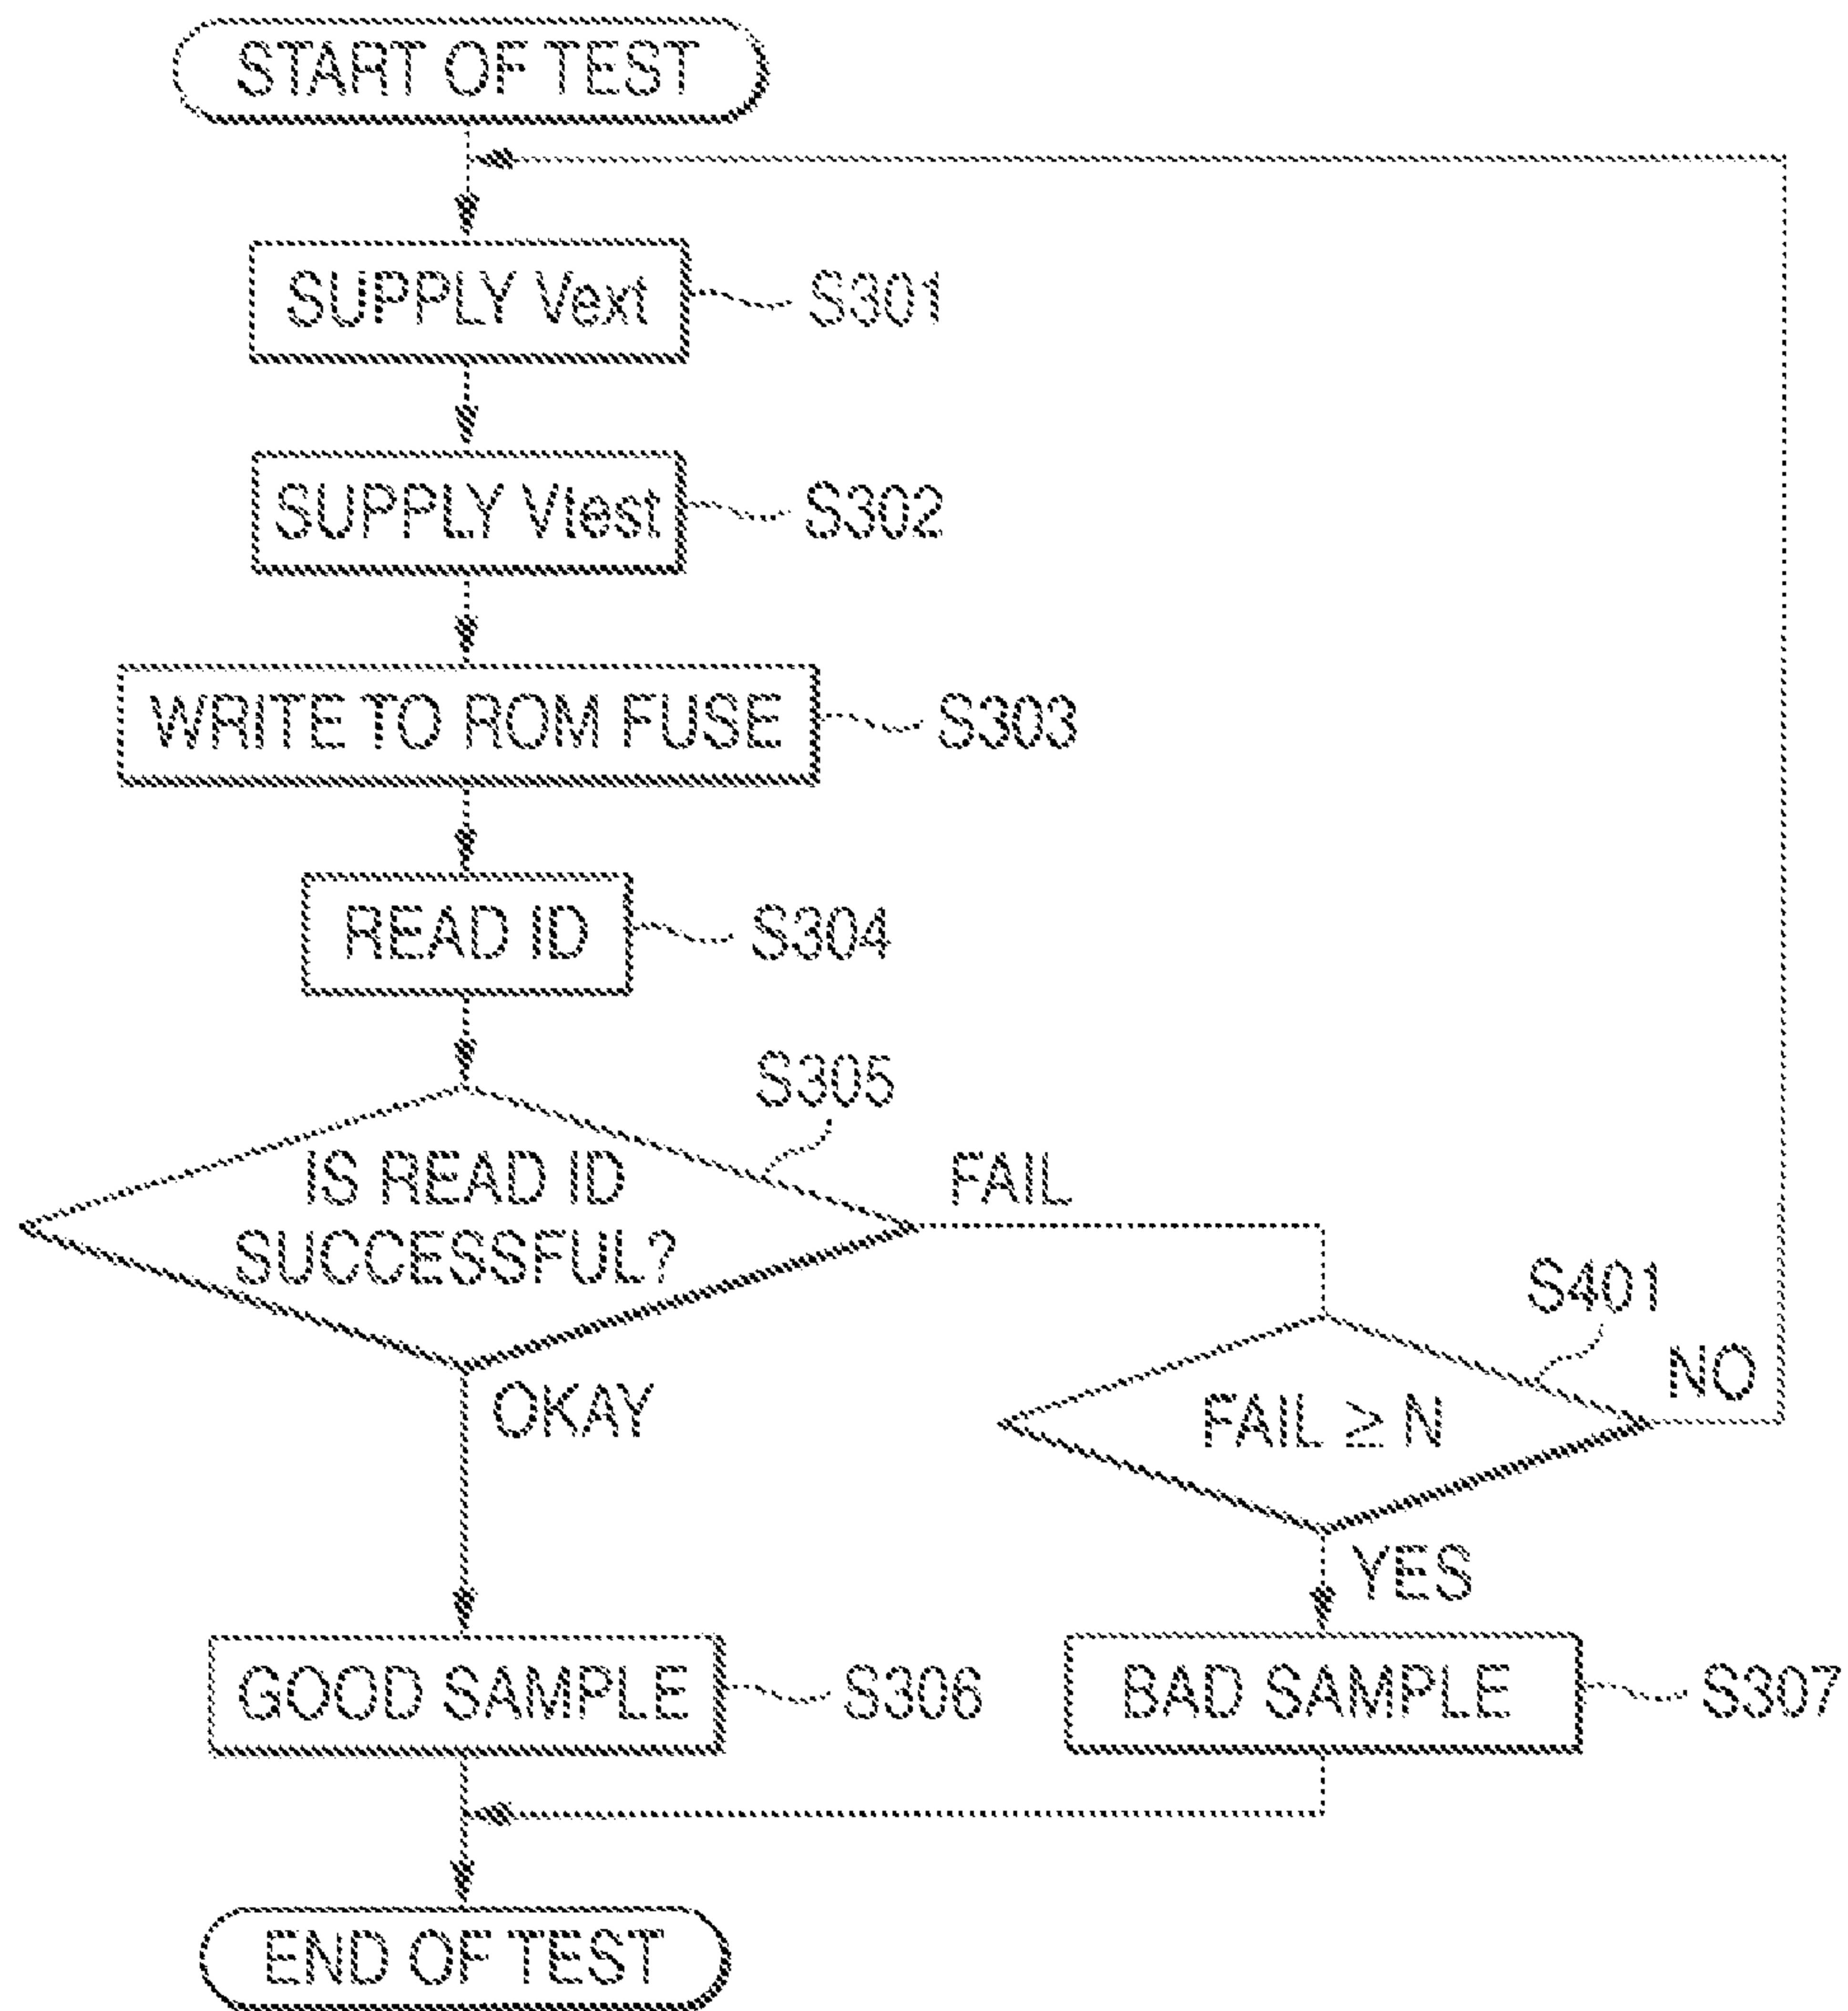 START OF TEST
SUPPLY Vext
S301
SUPPLY Vtest
S302
WRITE TO ROM FUSE
S303
READ ID
S304
S305
IS READ ID
SUCCESSFUL?
FAIL
OKAY
S401
FAIL ≥ N
NO
YES
GOOD SAMPLE
S306
BAD SAMPLE
S307
END OF TEST